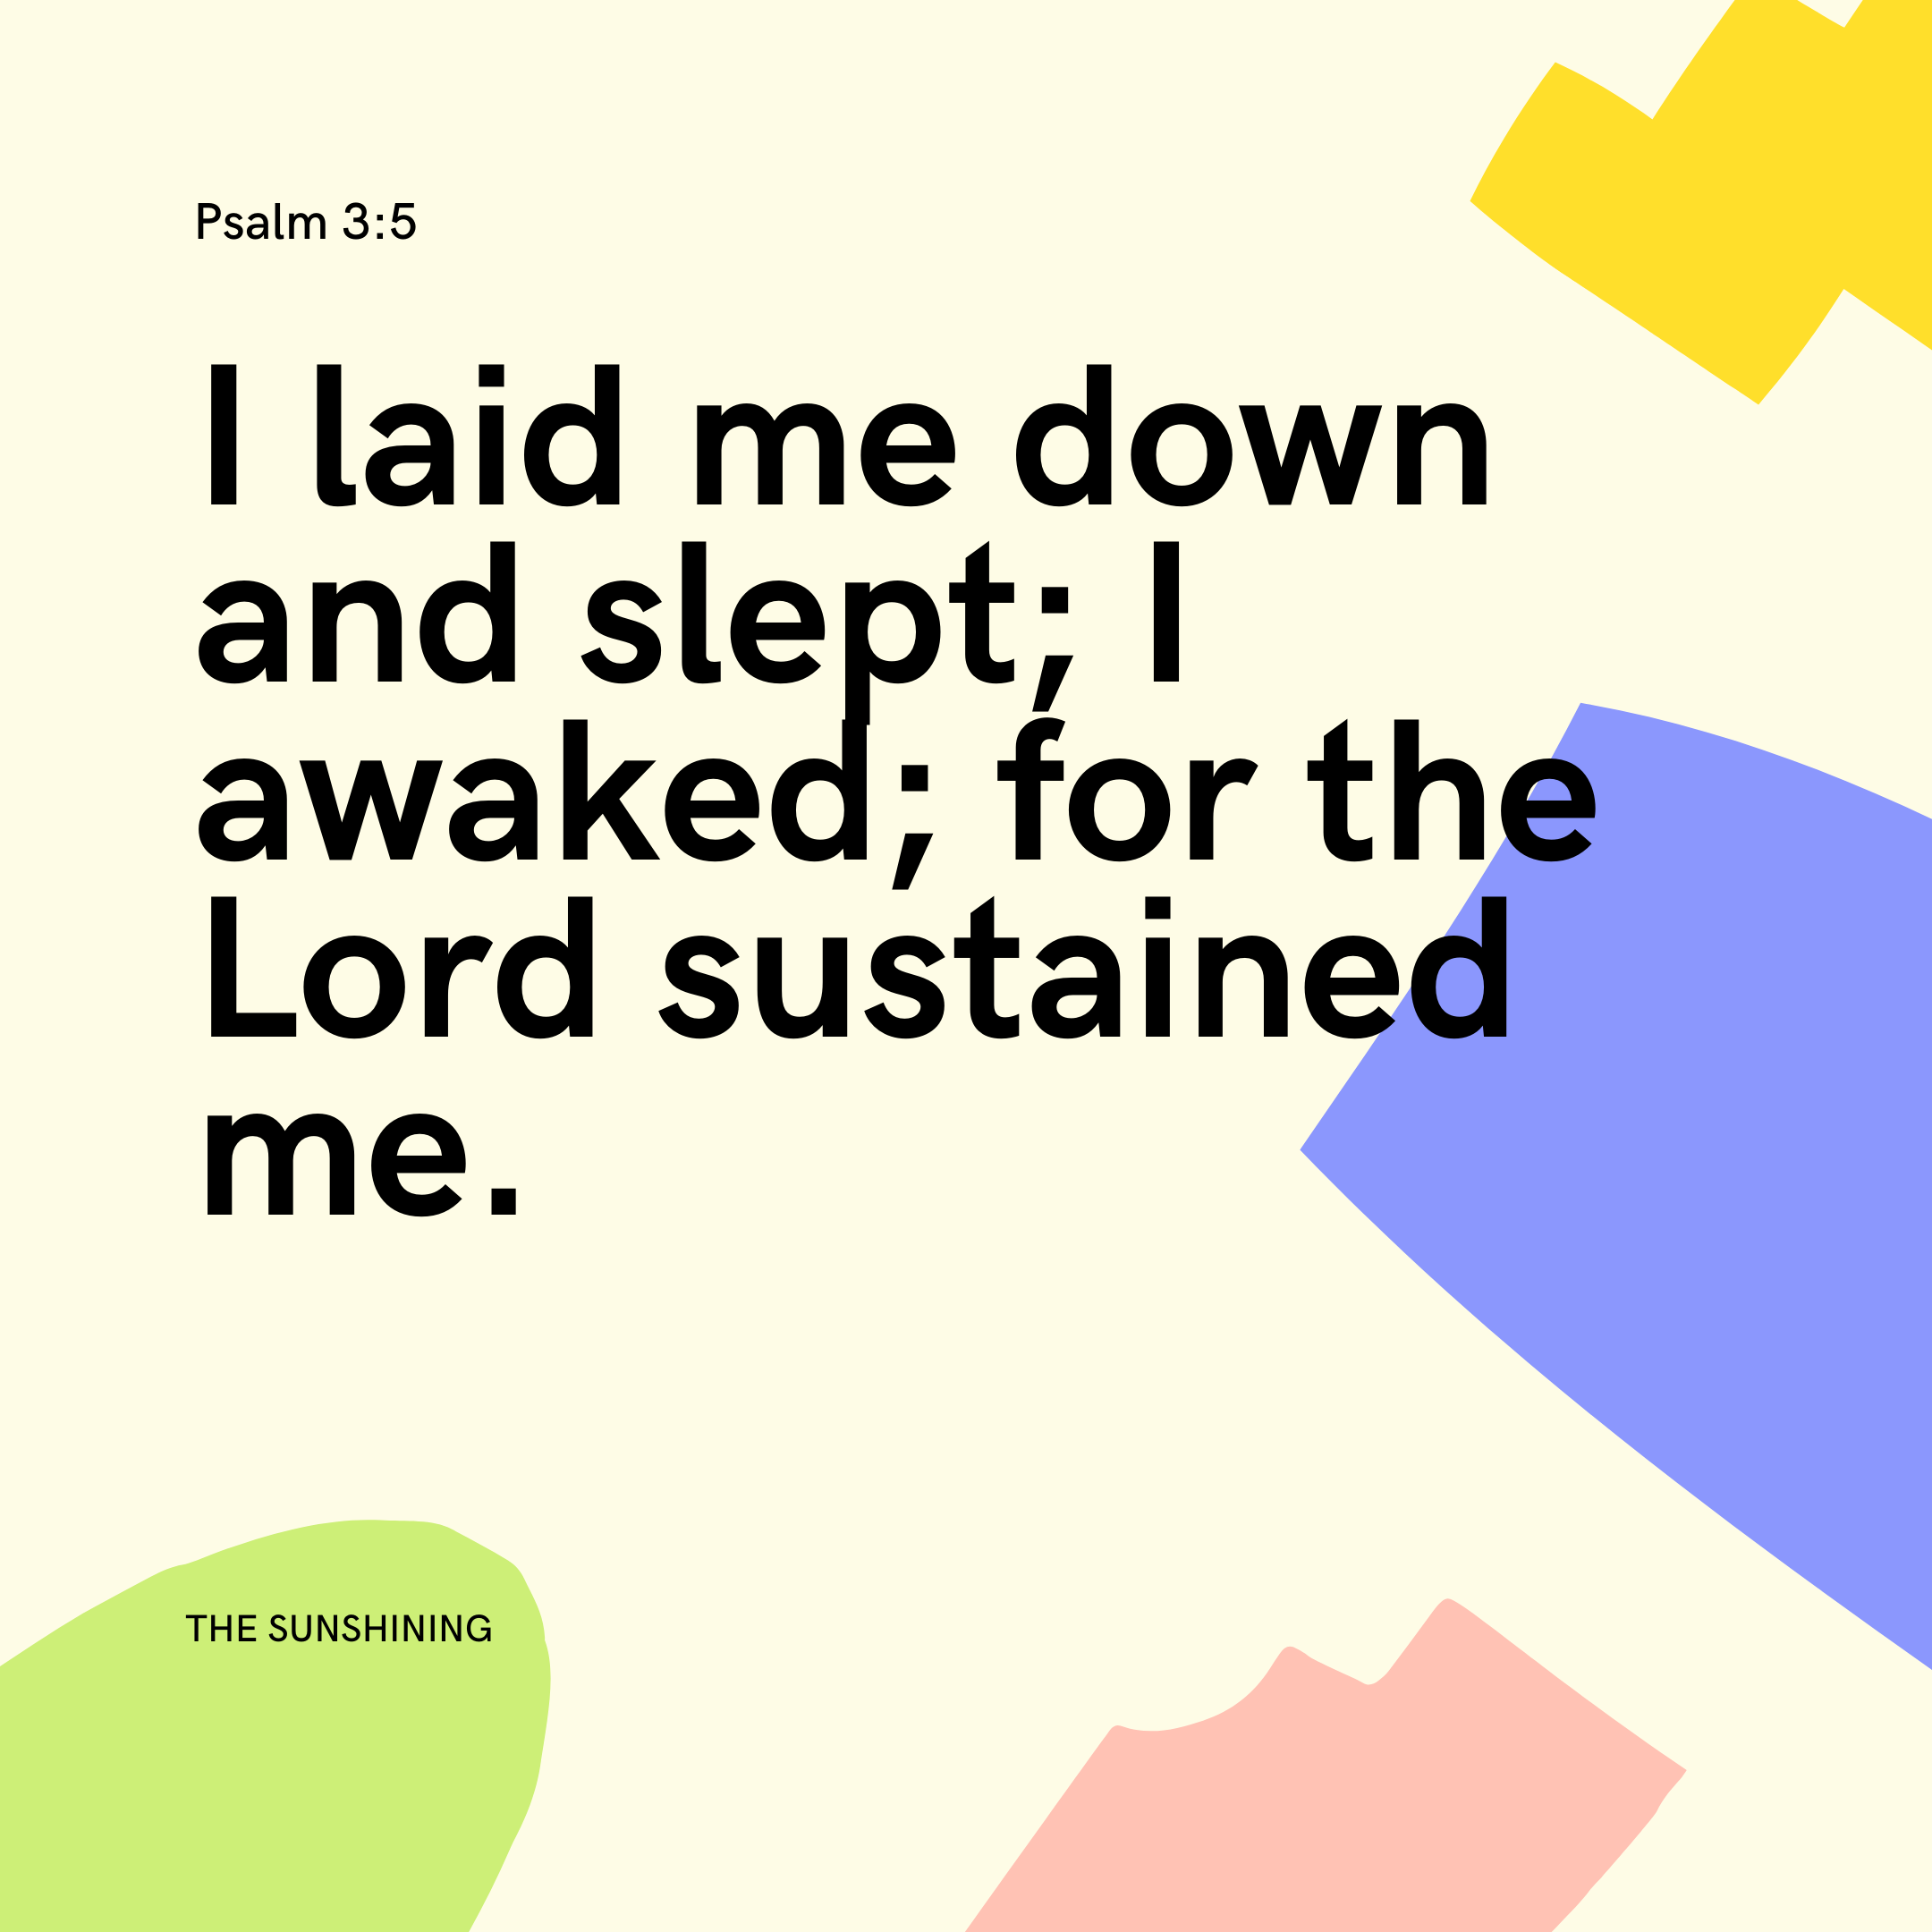 Psalm 3:5
I laid me down
and slept; I
awaked; for the
Lord sustained
me.
THE SUNSHINING